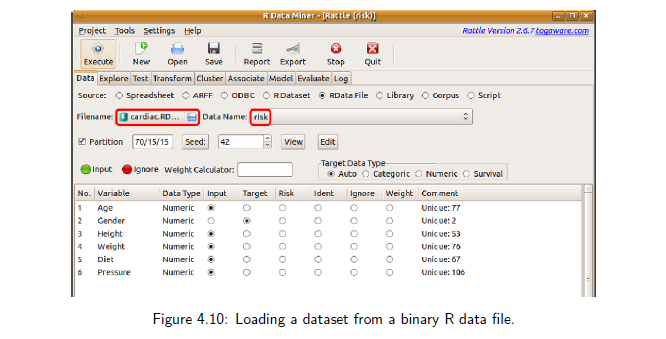 R Data Miner - [Rattle (risk)]
Project Tools Settings Help Rattle Version 2.6.7 togaware.com
Execute New Open Save Report Export Stop Quit
Data Explore Test Transform Cluster Associate Model Evaluate Log
Source: Spreadsheet ARFF ODBC R Dataset RData File Library Corpus Script
Filename: cardiac.RD... Data Name: risk
Partition 70/15/15 Seed: 42 View Edit
Input Ignore Weight Calculator: Target Data Type
Auto Categoric Numeric Survival
No. Variable Data Type Input Target Risk Ident Ignore Weight Comment
1 Age Numeric Unique: 77
2 Gender Numeric Unique: 2
3 Height Numeric Unique: 53
4 Weight Numeric Unique: 76
5 Diet Numeric Unique: 67
6 Pressure Numeric Unique: 106
Figure 4.10: Loading a dataset from a binary R data file.